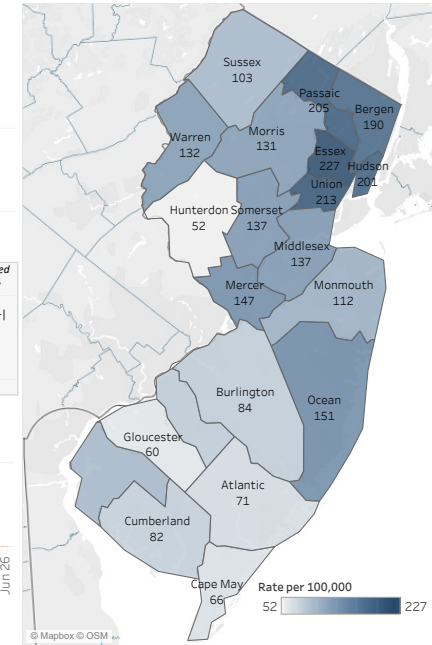 Sussex
103
Passaic
205
Bergen
190
Warren
132
Morris
131
Essex
227
Hudson
201
Union
213
Hunterdon
52
Somerset
137
Middlesex
137
Mercer
147
Monmouth
112
Burlington
84
Ocean
151
Gloucester
60
Atlantic
71
Cumberland
82
Cape May
66
Rate per 100,000
52
227
Jun 26
© Mapbox © OSM